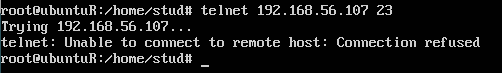 root@ubuntuR:/home/stud# telnet 192.168.56.107 23
Trying 192.168.56.107...
telnet: Unable to connect to remote host: Connection refused
root@ubuntuR:/home/stud# _